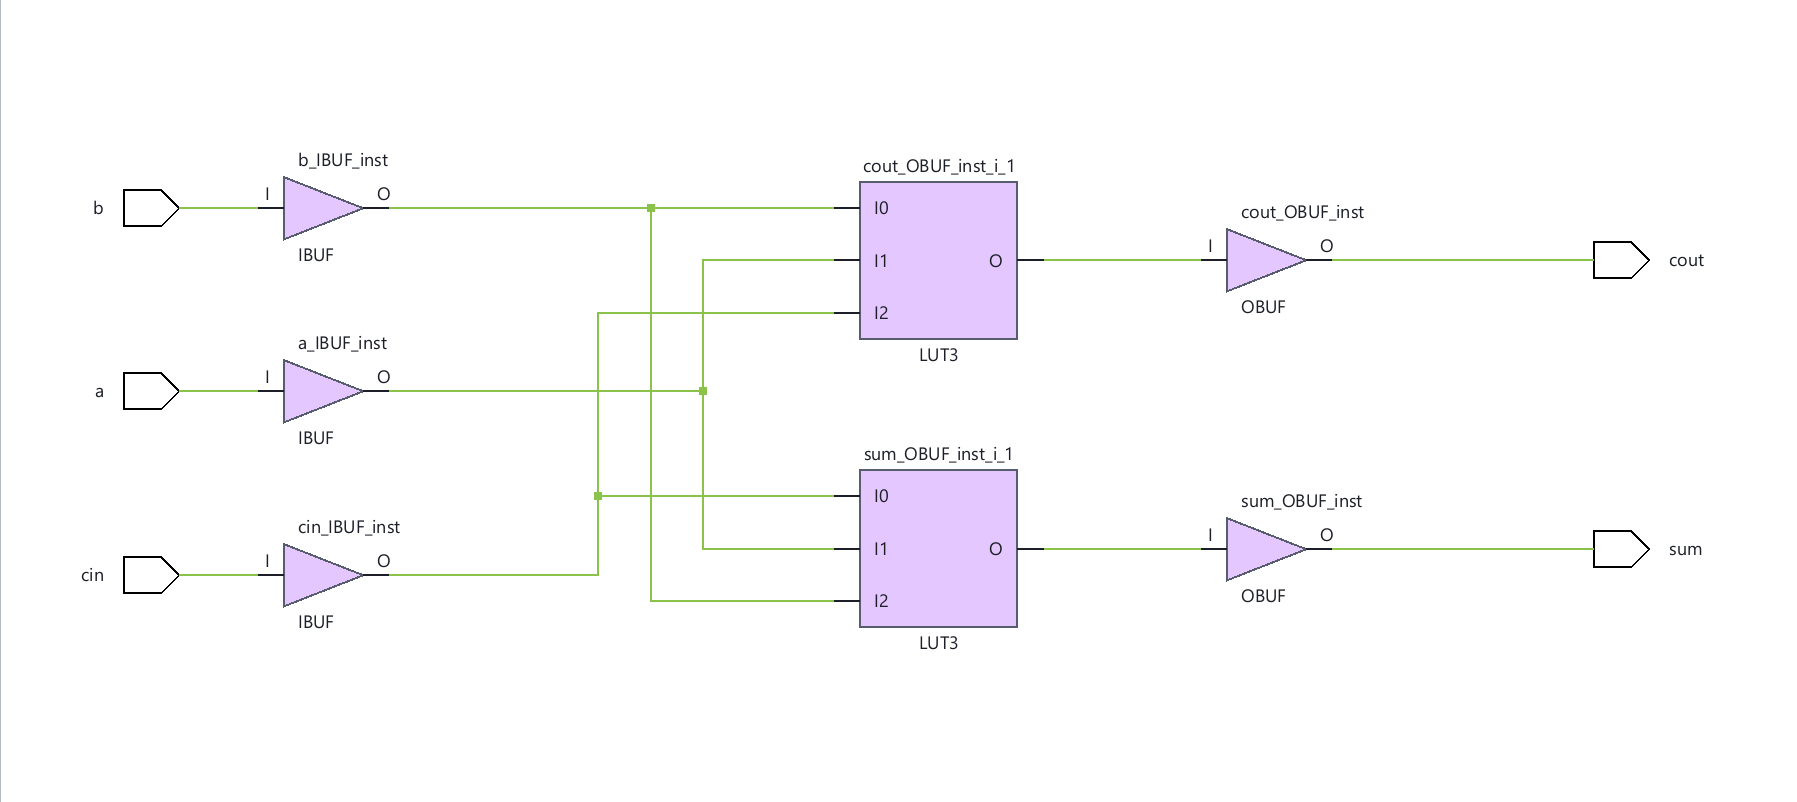 b_IBUF_inst
b
I
O
IBUF
cout_OBUF_inst_i_1
I0
I1
I2
O
LUT3
cout_OBUF_inst
I
O
OBUF
cout
a_IBUF_inst
a
I
O
IBUF
sum_OBUF_inst_i_1
I0
I1
I2
O
LUT3
sum_OBUF_inst
I
O
OBUF
sum
cin_IBUF_inst
cin
I
O
IBUF